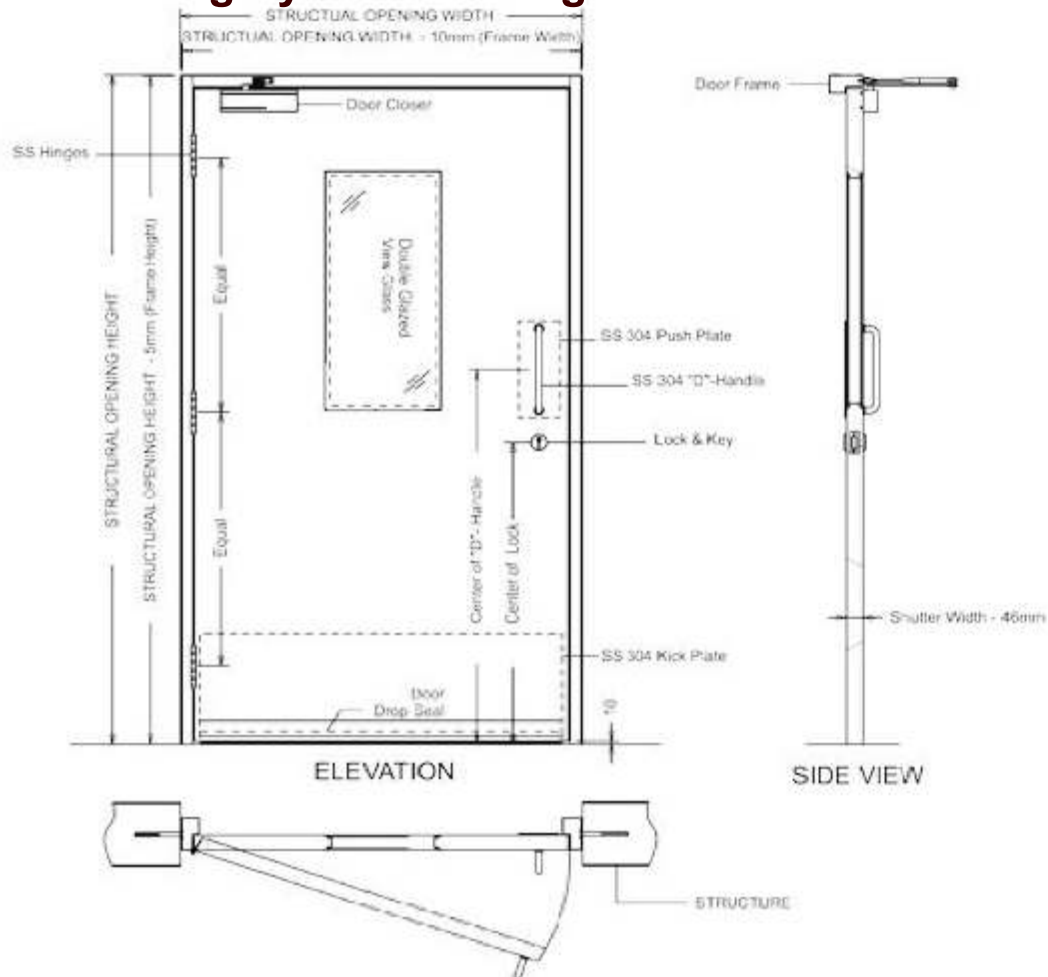 STRUCTUAL OPENING WIDTH
STRUCTUAL OPENING WIDTH - 10mm (Frame Width)
Door Closer
Door Frame
SS Hinges
STRUCTURAL OPENING HEIGHT
STRUCTURAL OPENING HEIGHT - 5mm (Frame Height)
Equal
Double Glazed
View Glass
SS 304 Push Plate
SS 304 "D"-Handle
Lock & Key
Equal
Center of "D"- Handle
Center of Lock
Shutter Width - 46mm
SS 304 Kick Plate
Door
Drop Seal
10
ELEVATION
SIDE VIEW
STRUCTURE